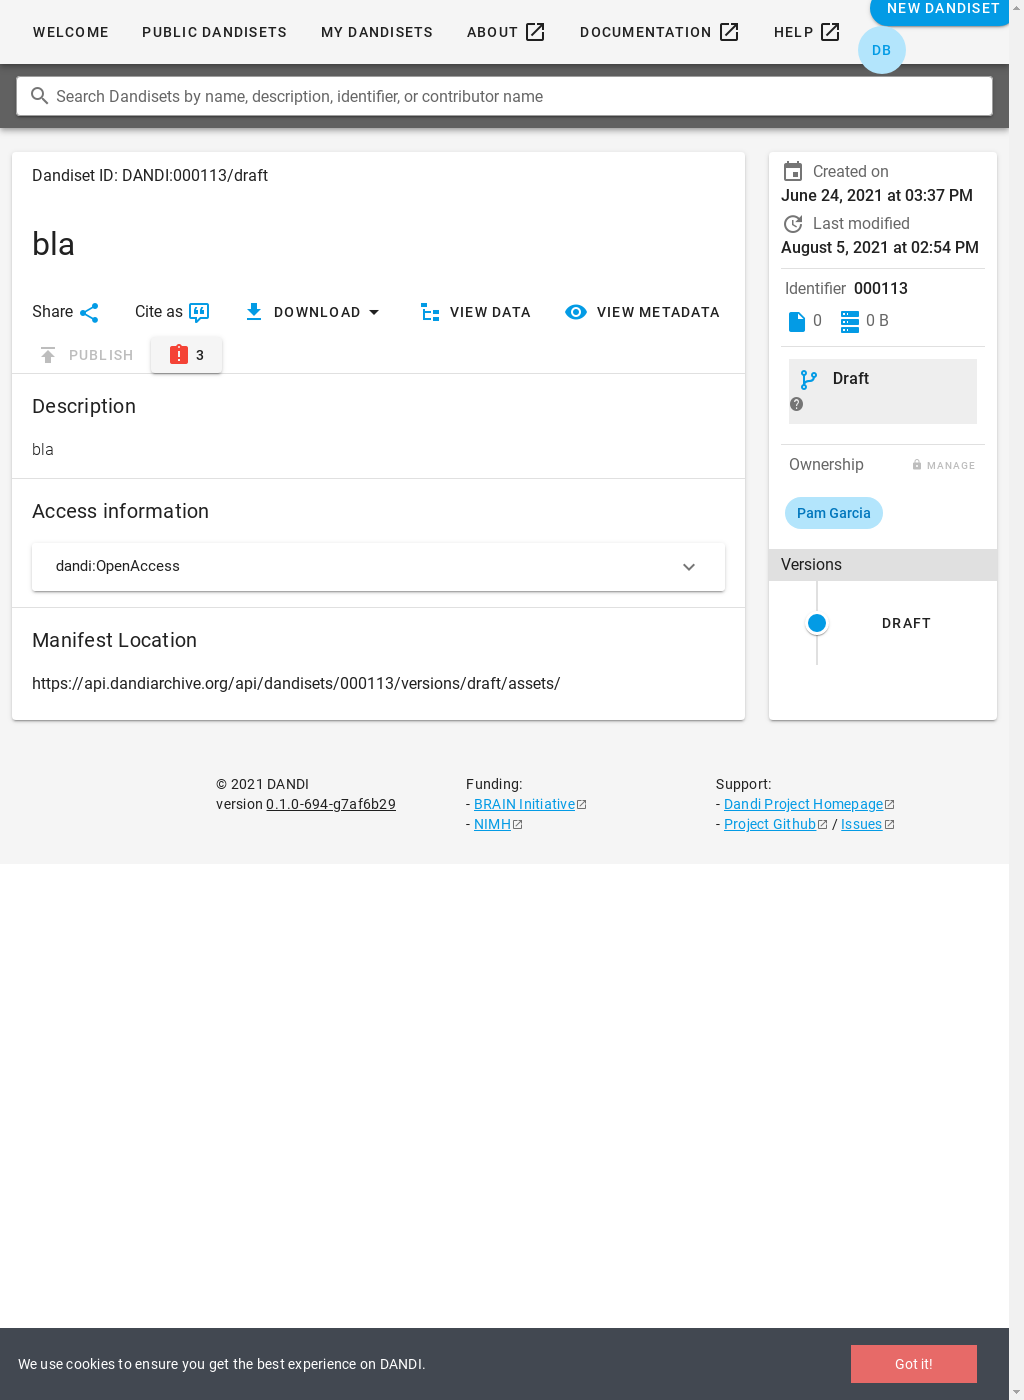 WELCOME PUBLIC DANDISETS MY DANDISETS ABOUT DOCUMENTATION HELP NEW DANDISET
DB
Search Dandisets by name, description, identifier, or contributor name
Dandiset ID: DANDI:000113/draft
bla
Share Cite as DOWNLOAD VIEW DATA VIEW METADATA
PUBLISH 3
Description
bla
Access information
dandi:OpenAccess
Manifest Location
https://api.dandiarchive.org/api/dandisets/000113/versions/draft/assets/
Created on
June 24, 2021 at 03:37 PM
Last modified
August 5, 2021 at 02:54 PM
Identifier 000113
0 0 B
Draft
Ownership MANAGE
Pam Garcia
Versions
DRAFT
© 2021 DANDI
version 0.1.0-694-g7af6b29
Funding:
- BRAIN Initiative
- NIMH
Support:
- Dandi Project Homepage
- Project Github / Issues
We use cookies to ensure you get the best experience on DANDI.
Got it!